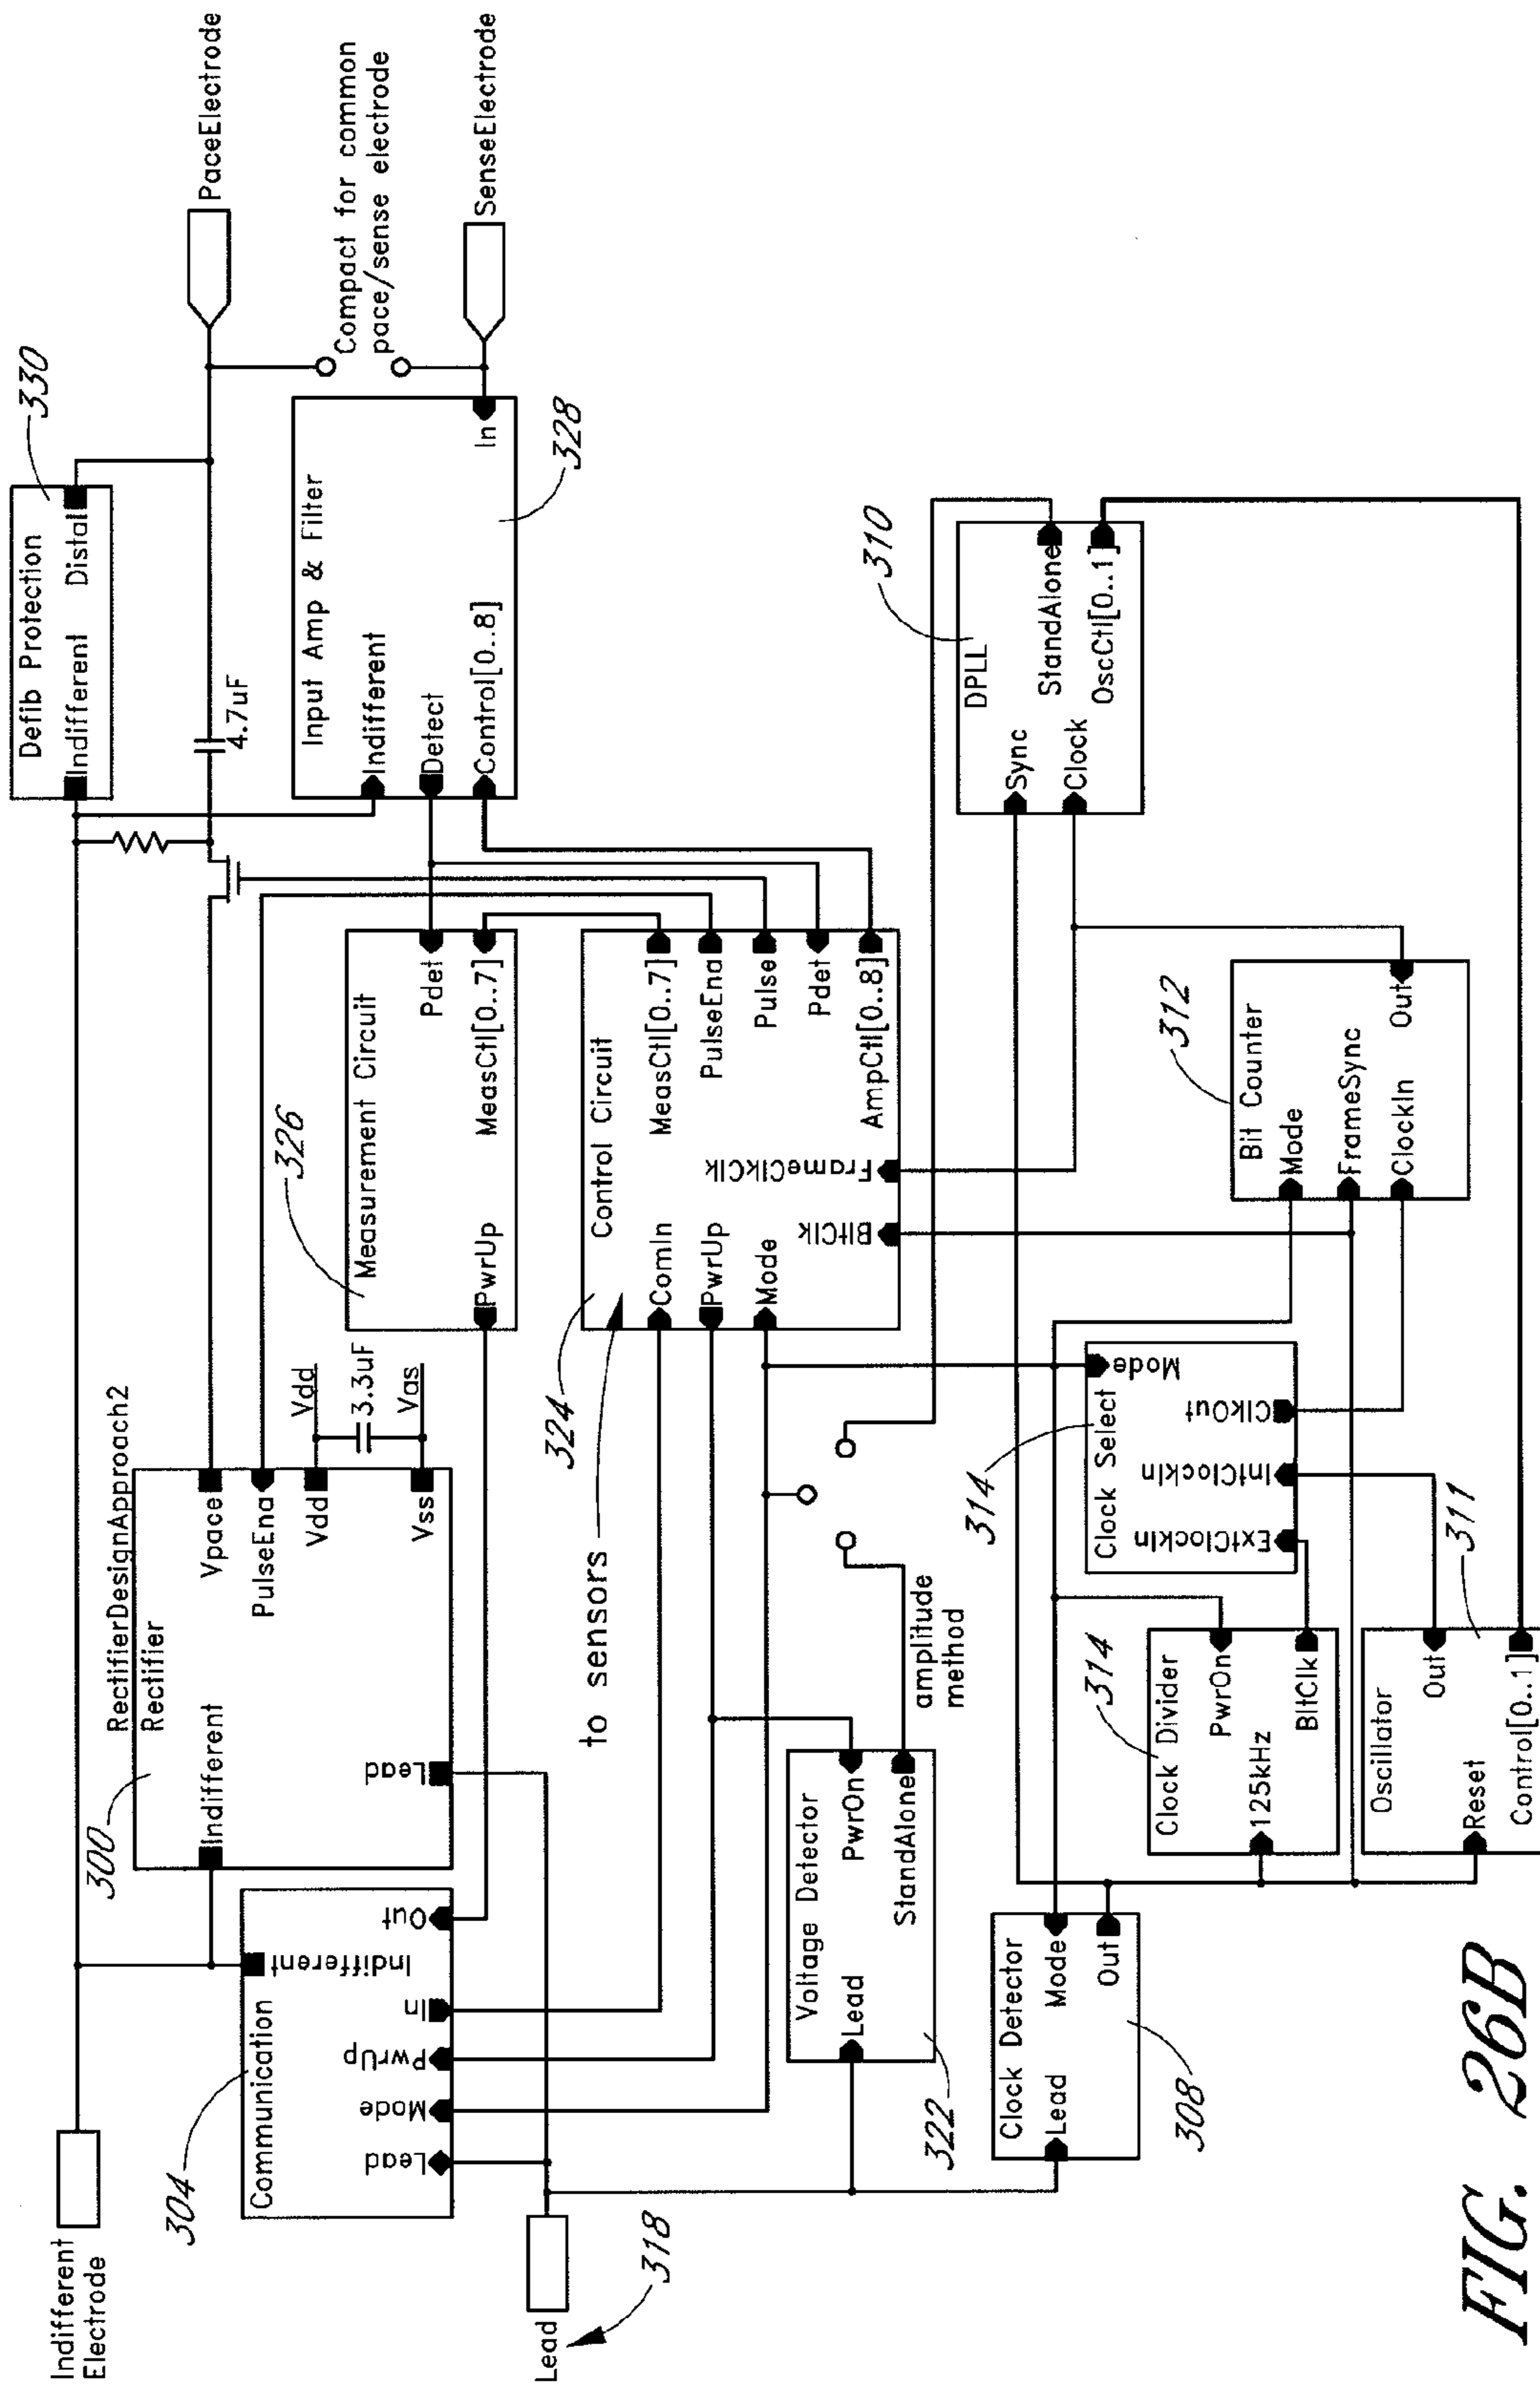 Indifferent
Electrode
Lead
318
304
Communication
Lead
Mode
PwrUp
In
Indifferent
Out
300
RectifierDesignApproach2
Rectifier
Indifferent
Lead
Vpace
PulseEna
Vdd
Vss
Vdd
3.3uF
Vas
Defib Protection
Indifferent
Distal
330
4.7uF
PaceElectrode
Compact for common
pace/sense electrode
SenseElectrode
Input Amp & Filter
Indifferent
Detect
Control[0..8]
In
328
326
Measurement Circuit
PwrUp
Pdet
MeasCtl[0..7]
324
to sensors
Control Circuit
ComIn
PwrUp
Mode
BitClk
FrameClkClk
MeasCtl[0..7]
PulseEna
Pulse
Pdet
AmpCtl[0..8]
Voltage Detector
Lead
PwrOn
StandAlone
322
amplitude
method
Clock Detector
Lead
Mode
Out
308
314
Clock Divider
125kHz
PwrOn
BitClk
314
Clock Select
ExtClockIn
IntClockIn
ClkOut
Mode
311
Oscillator
Reset
Out
Control[0..1]
312
Bit Counter
Mode
FrameSync
ClockIn
Out
310
DPLL
Sync
Clock
StandAlone
OscCtl[0..1]
FIG. 26B